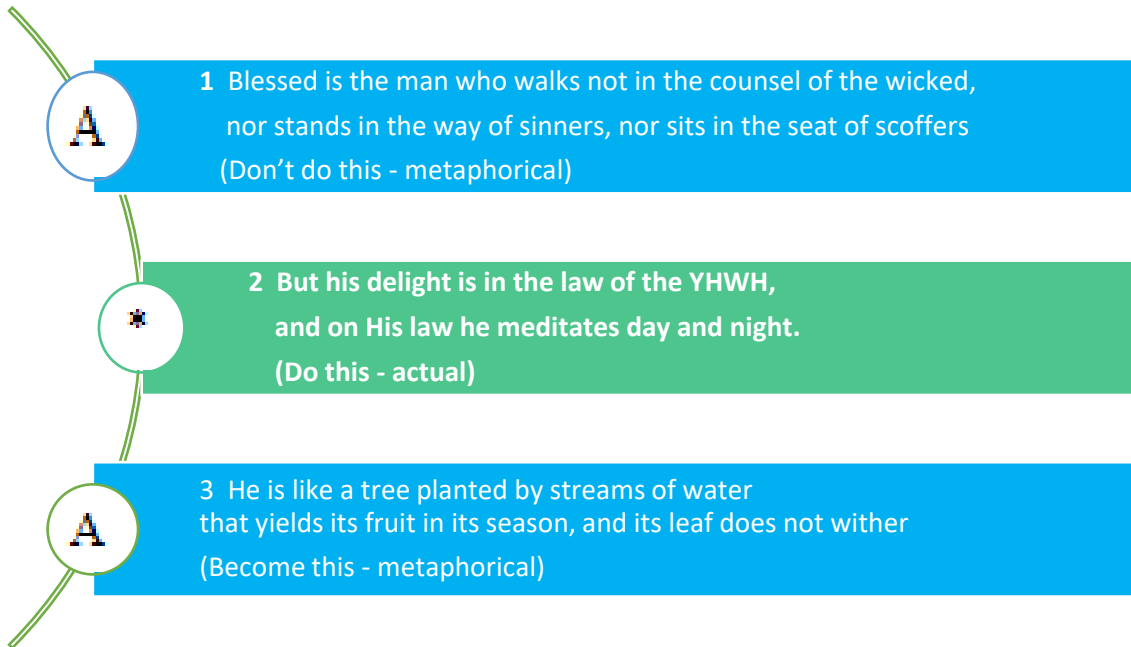 A
1 Blessed is the man who walks not in the counsel of the wicked,
nor stands in the way of sinners, nor sits in the seat of scoffers
(Don’t do this - metaphorical)
*
2 But his delight is in the law of the YHWH,
and on His law he meditates day and night.
(Do this - actual)
A
3 He is like a tree planted by streams of water
that yields its fruit in its season, and its leaf does not wither
(Become this - metaphorical)